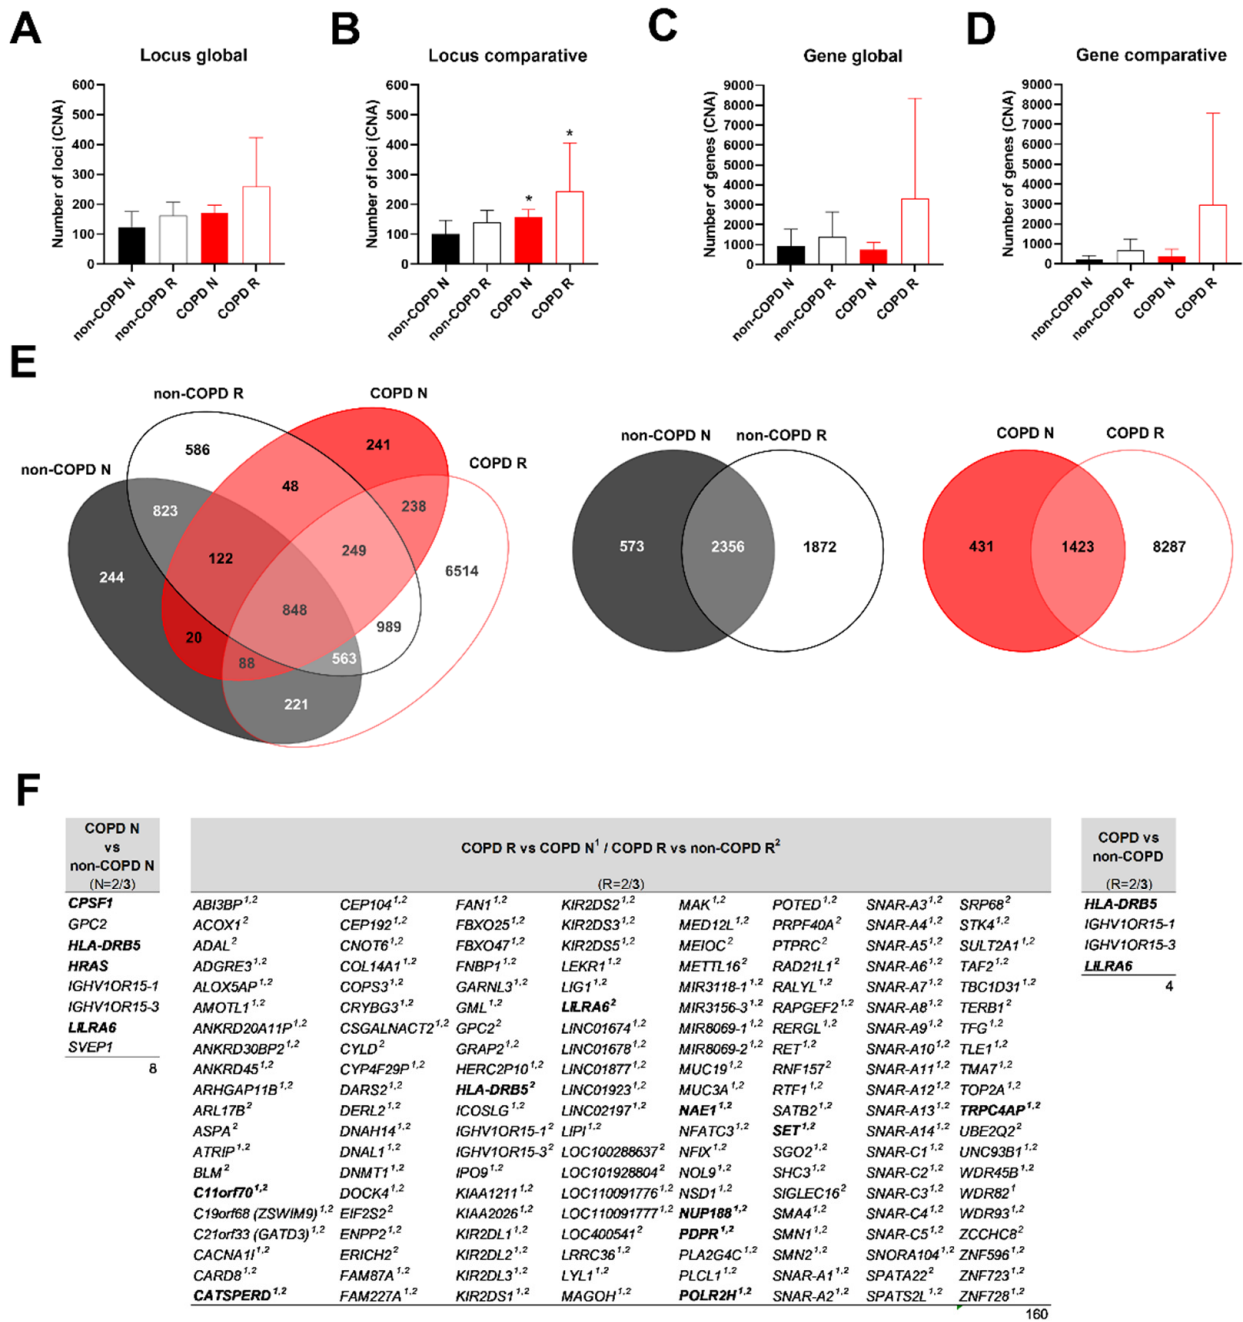 A
B
C
D
Locus global
Locus comparative
Gene global
Gene comparative
Number of loci (CNA)
600
500
400
300
200
100
0
non-COPD N
non-COPD R
COPD N
COPD R
Number of loci (CNA)
600
500
400
300
200
100
0
*
*
non-COPD N
non-COPD R
COPD N
COPD R
Number of genes (CNA)
9000
8000
7000
6000
5000
4000
3000
2000
1000
0
non-COPD N
non-COPD R
COPD N
COPD R
Number of genes (CNA)
9000
8000
7000
6000
5000
4000
3000
2000
1000
0
non-COPD N
non-COPD R
COPD N
COPD R
E
non-COPD R
COPD N
non-COPD N
COPD R
586
241
48
823
238
122
249
244
6514
848
989
20
88
563
221
non-COPD N
non-COPD R
573
2356
1872
COPD N
COPD R
431
1423
8287
F
COPD N
vs
non-COPD N
(N=2/3)
CPSF1
GPC2
HLA-DRB5
HRAS
IGHV1OR15-1
IGHV1OR15-3
LILRA6
SVEP1
8
COPD R vs COPD N1 / COPD R vs non-COPD R2
(R=2/3)
ABI3BP1,2 CEP1041,2 FAN11,2 KIR2DS21,2 MAK1,2 POTED1,2 SNAR-A31,2 SRP682
ACOX12 CEP1921,2 FBXO251,2 KIR2DS31,2 MED12L1,2 PRPF40A2 SNAR-A41,2 STK41,2
ADAL2 CNOT61,2 FBXO471,2 KIR2DS51,2 MEIOC2 PTPRC2 SNAR-A51,2 SULT2A11,2
ADGRE31,2 COL14A11,2 FNBP11,2 LEKR11,2 METTL162 RAD21L12 SNAR-A61,2 TAF21,2
ALOX5AP1,2 COPS31,2 GARNL31,2 LIG11,2 MIR3118-11,2 RALYL1,2 SNAR-A71,2 TBC1D311,2
AMOTL11,2 CRYBG31,2 GML1,2 LILRA62 MIR3156-31,2 RAPGEF21,2 SNAR-A81,2 TERB12
ANKRD20A11P1,2 CSGALNACT21,2 GPC22 LINC016741,2 MIR8069-11,2 RERGL1,2 SNAR-A91,2 TFG1,2
ANKRD30BP21,2 CYLD2 GRAP21,2 LINC016781,2 MIR8069-21,2 RET1,2 SNAR-A101,2 TLE11,2
ANKRD451,2 CYP4F29P1,2 HERC2P101,2 LINC018771,2 MUC191,2 RNF1572 SNAR-A111,2 TMA71,2
ARHGAP11B1,2 DARS21,2 HLA-DRB52 LINC019231,2 MUC3A1,2 RTF11,2 SNAR-A121,2 TOP2A1,2
ARL17B2 DERL21,2 ICOSLG1,2 LINC021971,2 NAE11,2 SATB21,2 SNAR-A131,2 TRPC4AP1,2
ASPA2 DNAH141,2 IGHV1OR15-12 LIPI1,2 NFATC31,2 SET1,2 SNAR-A141,2 UBE2Q22
ATRIP1,2 DNAL11,2 IGHV1OR15-32 LOC1002886372 NFIX1,2 SGO21,2 SNAR-C11,2 UNC93B11,2
BLM2 DNMT11,2 IPO91,2 LOC1019288042 NOL91,2 SHC31,2 SNAR-C21,2 WDR45B1,2
C11orf701,2 DOCK41,2 KIAA12111,2 LOC1100917761,2 NSD11,2 SIGLEC162 SNAR-C31,2 WDR821
C19orf68 (ZSWIM9)1,2 EIF2S22 KIAA20261,2 LOC1100917771,2 NUP1881,2 SMA41,2 SNAR-C41,2 WDR931,2
C21orf33 (GATD3)1,2 ENPP21,2 KIR2DL11,2 LOC4005412 PDPR1,2 SMN11,2 SNAR-C51,2 ZCCHC82
CACNA1I1,2 ERICH22 KIR2DL21,2 LRRC361,2 PLA2G4C1,2 SMN21,2 SNORA1041,2 ZNF5961,2
CARD81,2 FAM87A1,2 KIR2DL31,2 LYL11,2 PLCL11,2 SNAR-A11,2 SPATA222 ZNF7231,2
CATSPERD1,2 FAM227A1,2 KIR2DS11,2 MAGOH1,2 POLR2H1,2 SNAR-A21,2 SPATS2L1,2 ZNF7281,2
160
COPD vs
non-COPD
(R=2/3)
HLA-DRB5
IGHV1OR15-1
IGHV1OR15-3
LILRA6
4